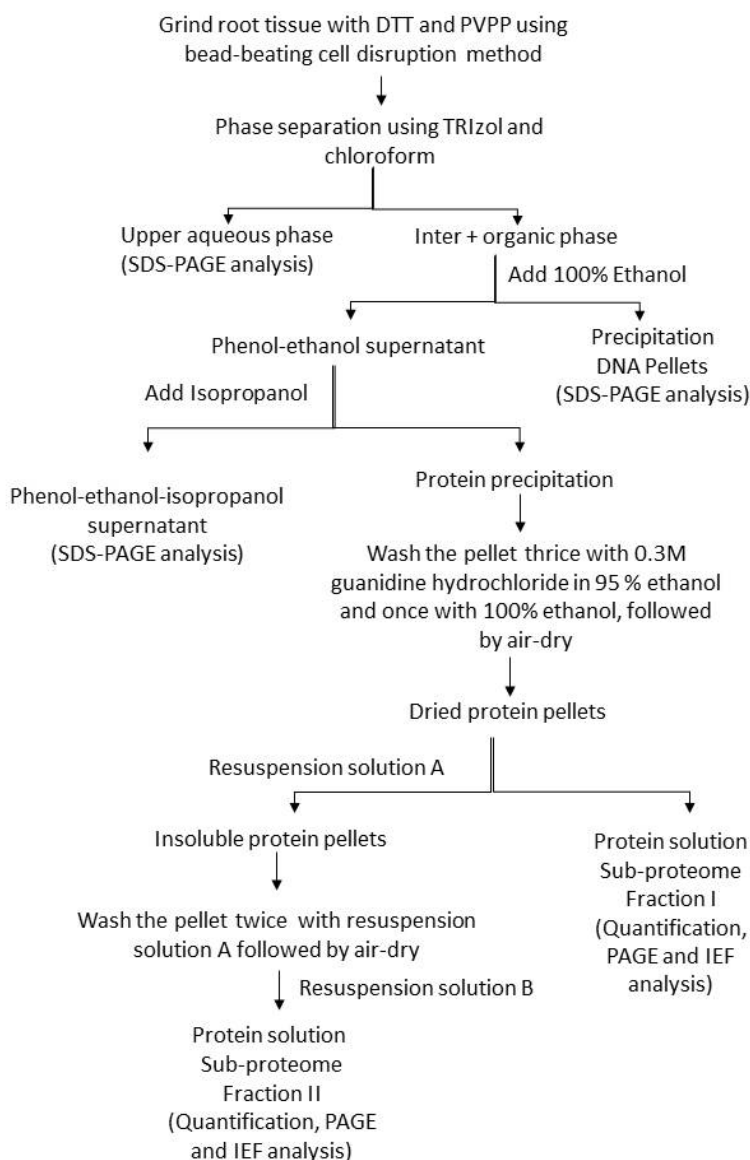 Grind root tissue with DTT and PVPP using
bead-beating cell disruption method
Phase separation using TRIzol and
chloroform
Upper aqueous phase
(SDS-PAGE analysis)
Inter + organic phase
Add 100% Ethanol
Phenol-ethanol supernatant
Precipitation
DNA Pellets
(SDS-PAGE analysis)
Add Isopropanol
Phenol-ethanol-isopropanol
supernatant
(SDS-PAGE analysis)
Protein precipitation
Wash the pellet thrice with 0.3M
guanidine hydrochloride in 95 % ethanol
and once with 100% ethanol, followed
by air-dry
Dried protein pellets
Resuspension solution A
Insoluble protein pellets
Wash the pellet twice with resuspension
solution A followed by air-dry
Resuspension solution B
Protein solution
Sub-proteome
Fraction II
(Quantification, PAGE
and IEF analysis)
Protein solution
Sub-proteome
Fraction I
(Quantification,
PAGE and IEF
analysis)